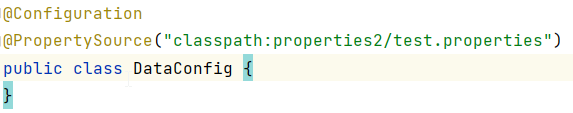 @Configuration
@PropertySource("classpath:properties2/test.properties")
public class DataConfig {
}